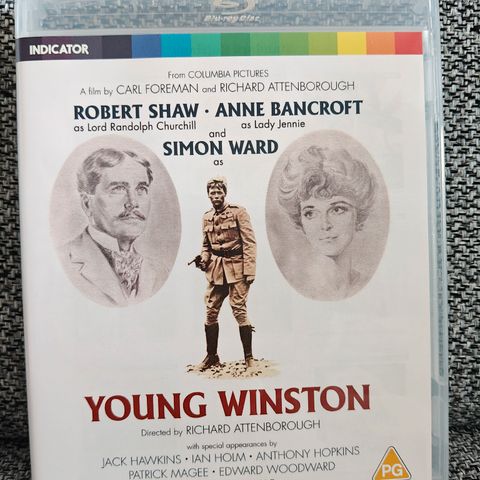 Blu-ray Disc
INDICATOR
From COLUMBIA PICTURES
A film by CARL FOREMAN and RICHARD ATTENBOROUGH
ROBERT SHAW · ANNE BANCROFT
as Lord Randolph Churchill as Lady Jennie
and
SIMON WARD
as
YOUNG WINSTON
Directed by RICHARD ATTENBOROUGH
with special appearances by
JACK HAWKINS · IAN HOLM · ANTHONY HOPKINS
PATRICK MAGEE · EDWARD WOODWARD
PG